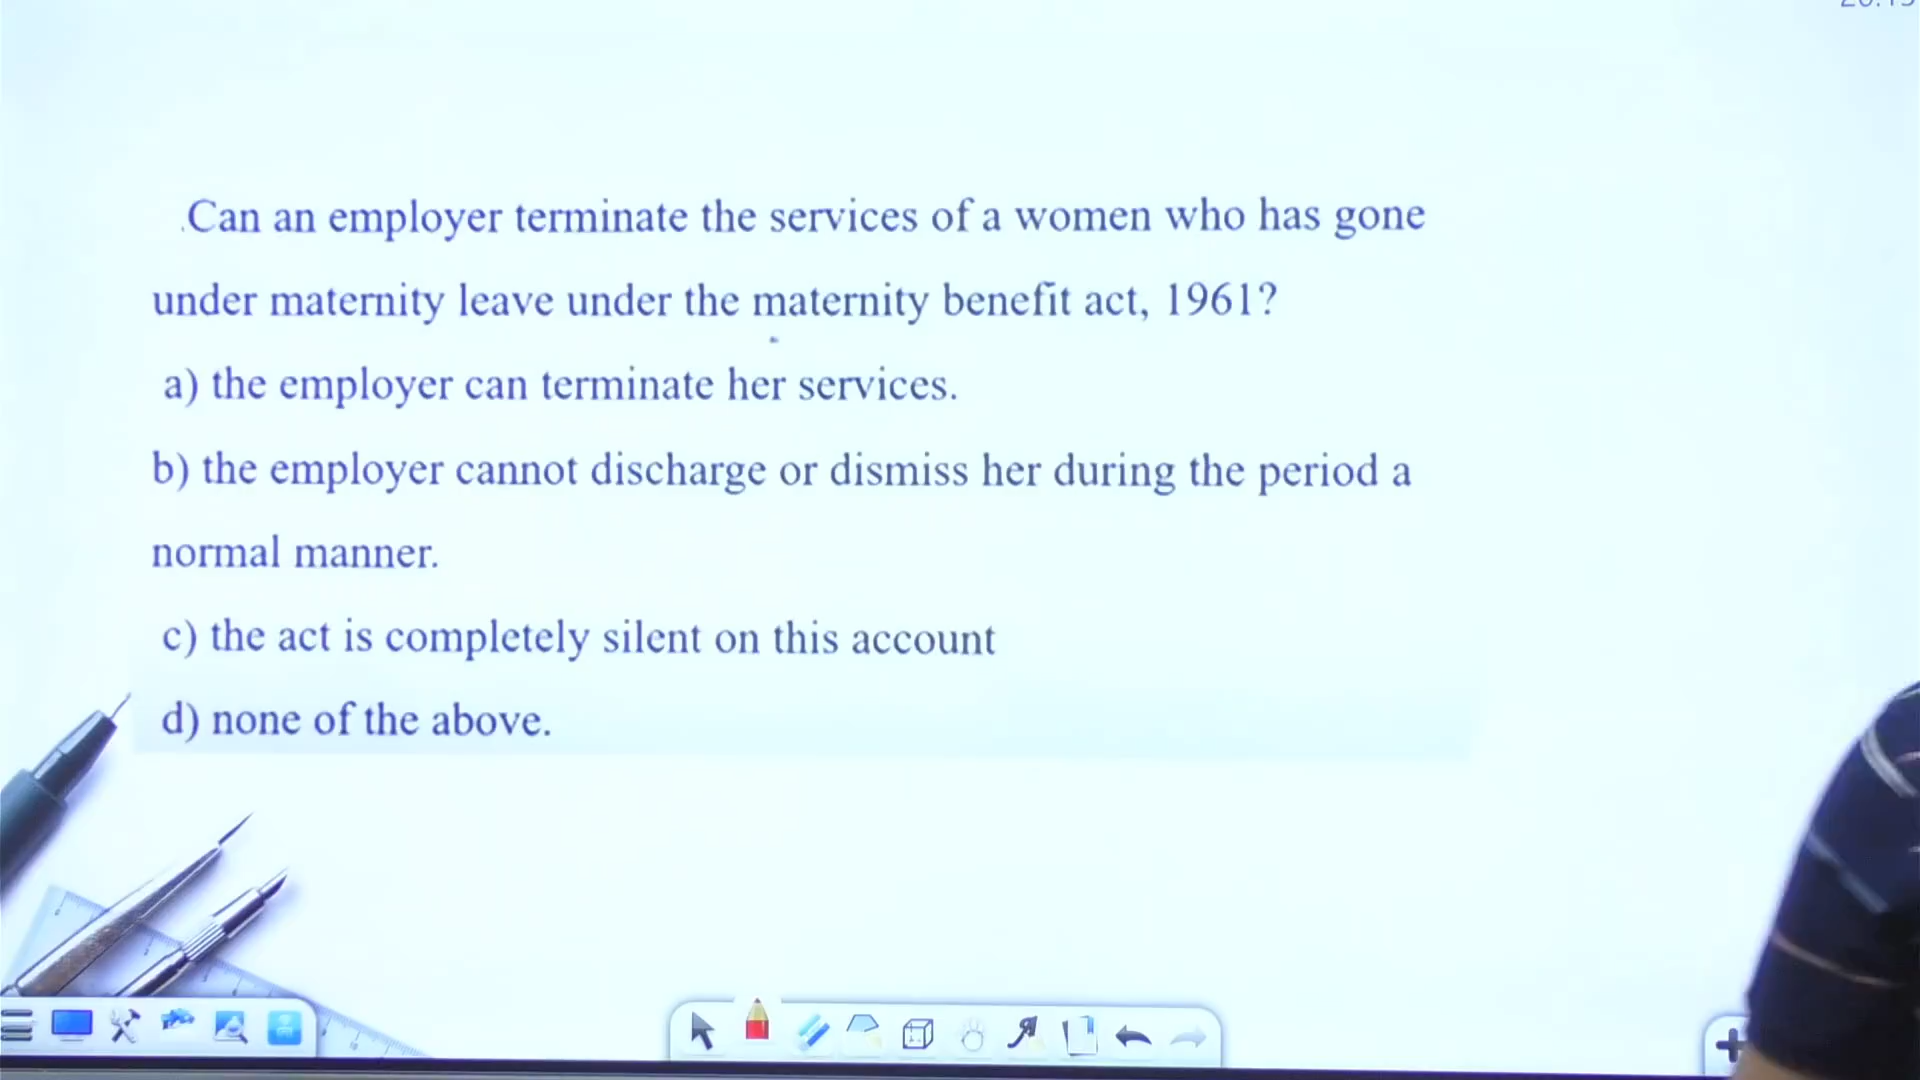 .Can an employer terminate the services of a women who has gone
under maternity leave under the maternity benefit act, 1961?
a) the employer can terminate her services.
b) the employer cannot discharge or dismiss her during the period a
normal manner.
c) the act is completely silent on this account
d) none of the above.